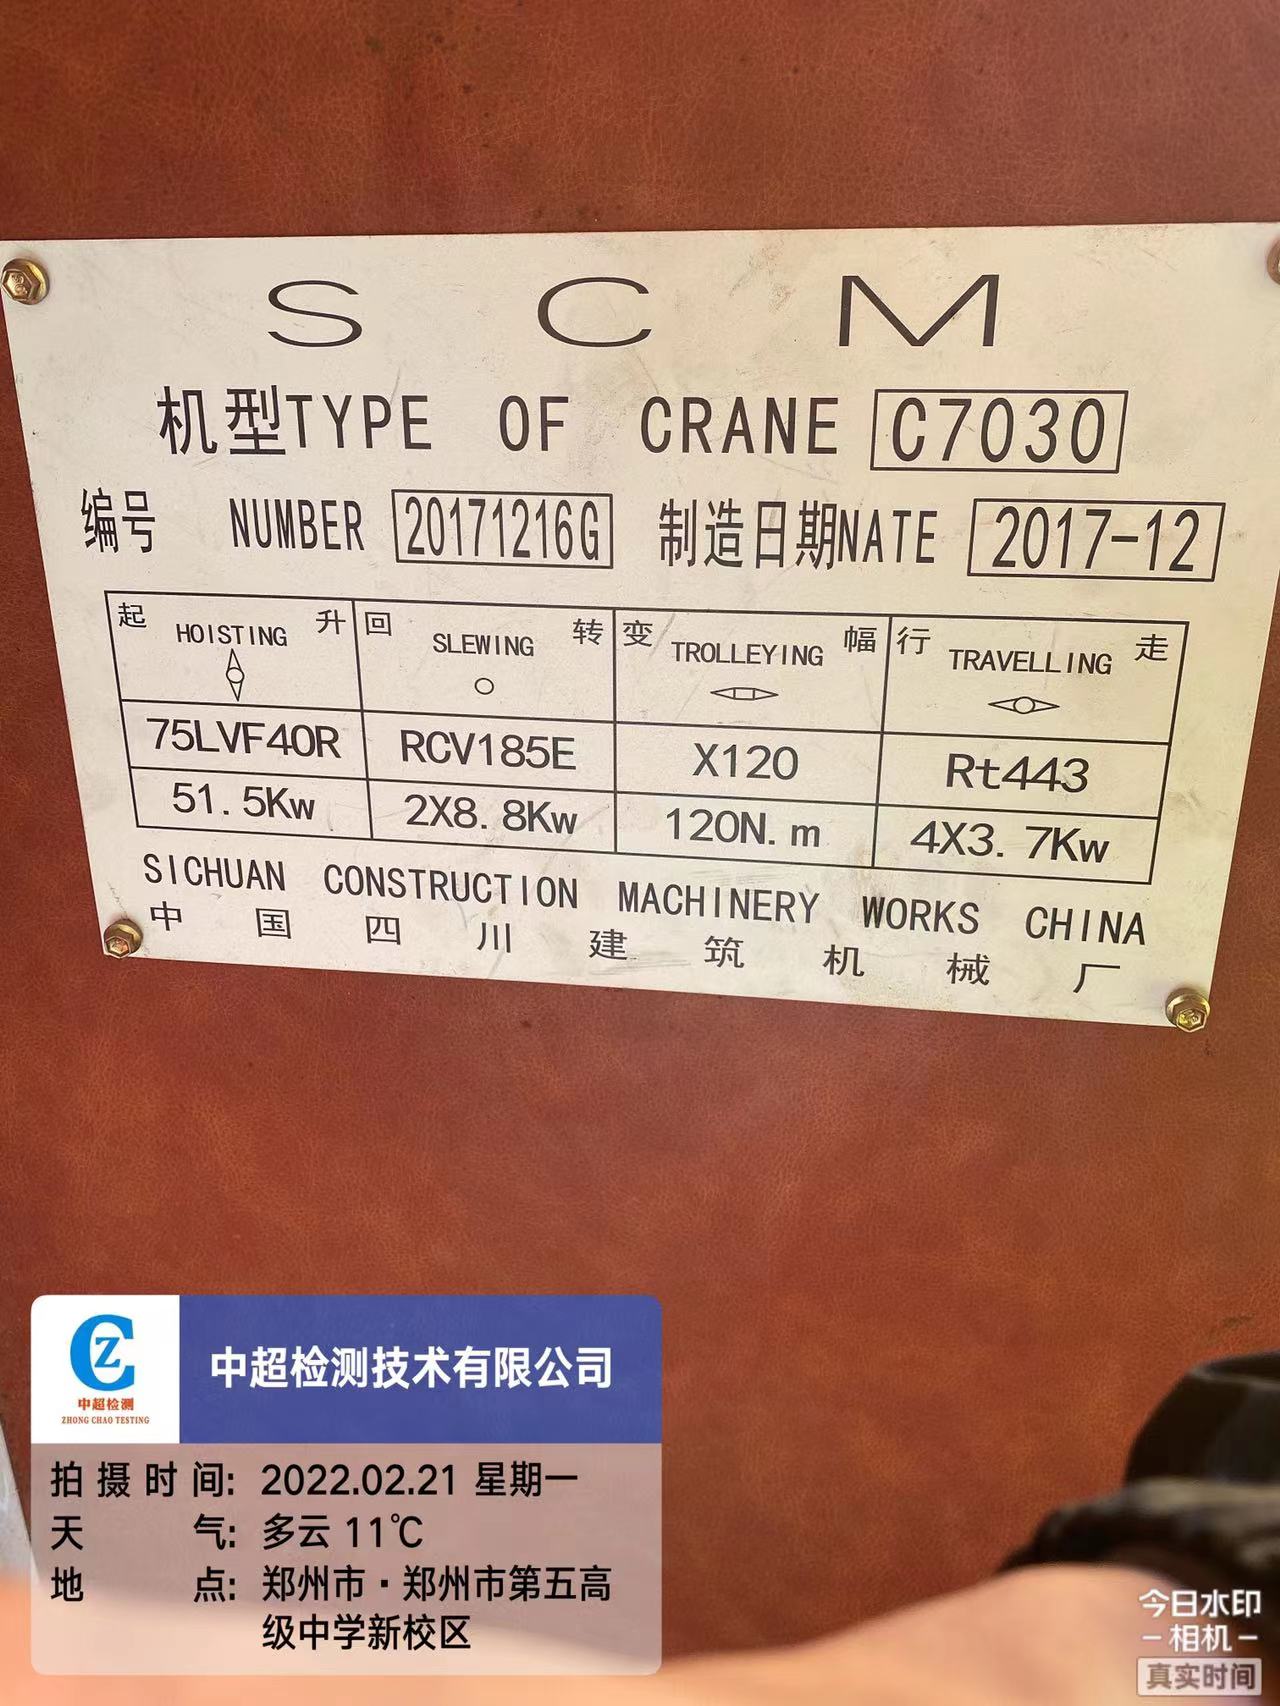 S C M
机型TYPE OF CRANE C7030
编号 NUMBER 20171216G 制造日期NATE 2017-12
起 HOISTING 升 回 SLEWING 转 变 TROLLEYING 幅 行 TRAVELLING 走
75LVF40R RCV185E X120 Rt443
51.5Kw 2X8.8Kw 120N.m 4X3.7Kw
SICHUAN CONSTRUCTION MACHINERY WORKS CHINA
中国四川建筑机械厂
CZ
中超检测
ZHONG CHAO TESTING
中超检测技术有限公司
拍摄时间: 2022.02.21 星期一
天气: 多云 11℃
地点: 郑州市·郑州市第五高
级中学新校区
今日水印
-相机-
真实时间